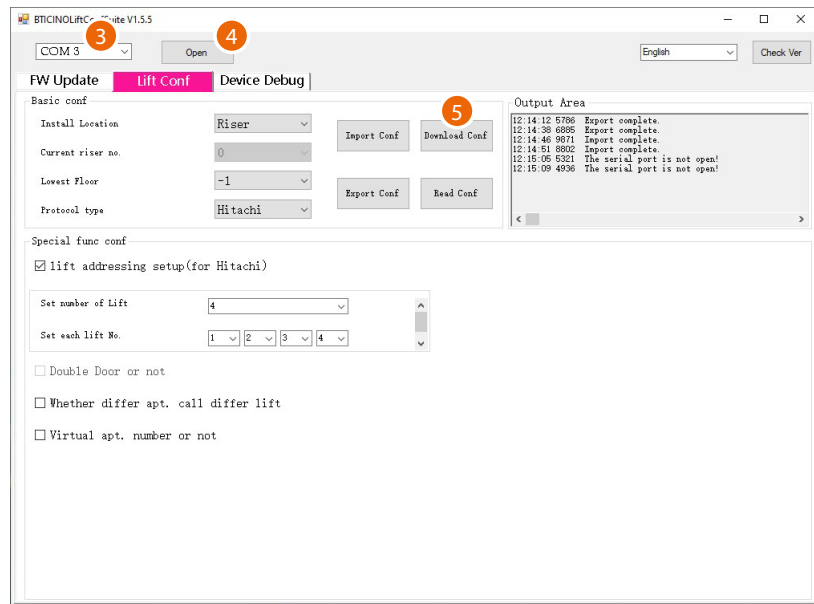 BTICINOLiftConfSuite V1.5.5
3
4
COM 3
Open
English
Check Ver
FW Update
Lift Conf
Device Debug
Basic conf
Install Location
Riser
Current riser no.
0
Lowest Floor
-1
Protocol type
Hitachi
Import Conf
5
Download Conf
Export Conf
Read Conf
Output Area
12:14:12 5786 Export complete.
12:14:38 6885 Export complete.
12:14:46 9871 Import complete.
12:14:51 8802 Import complete.
12:15:05 5321 The serial port is not open!
12:15:09 4936 The serial port is not open!
Special func conf
lift addressing setup(for Hitachi)
Set number of Lift
4
Set each lift No.
1 2 3 4
Double Door or not
Whether differ apt. call differ lift
Virtual apt. number or not